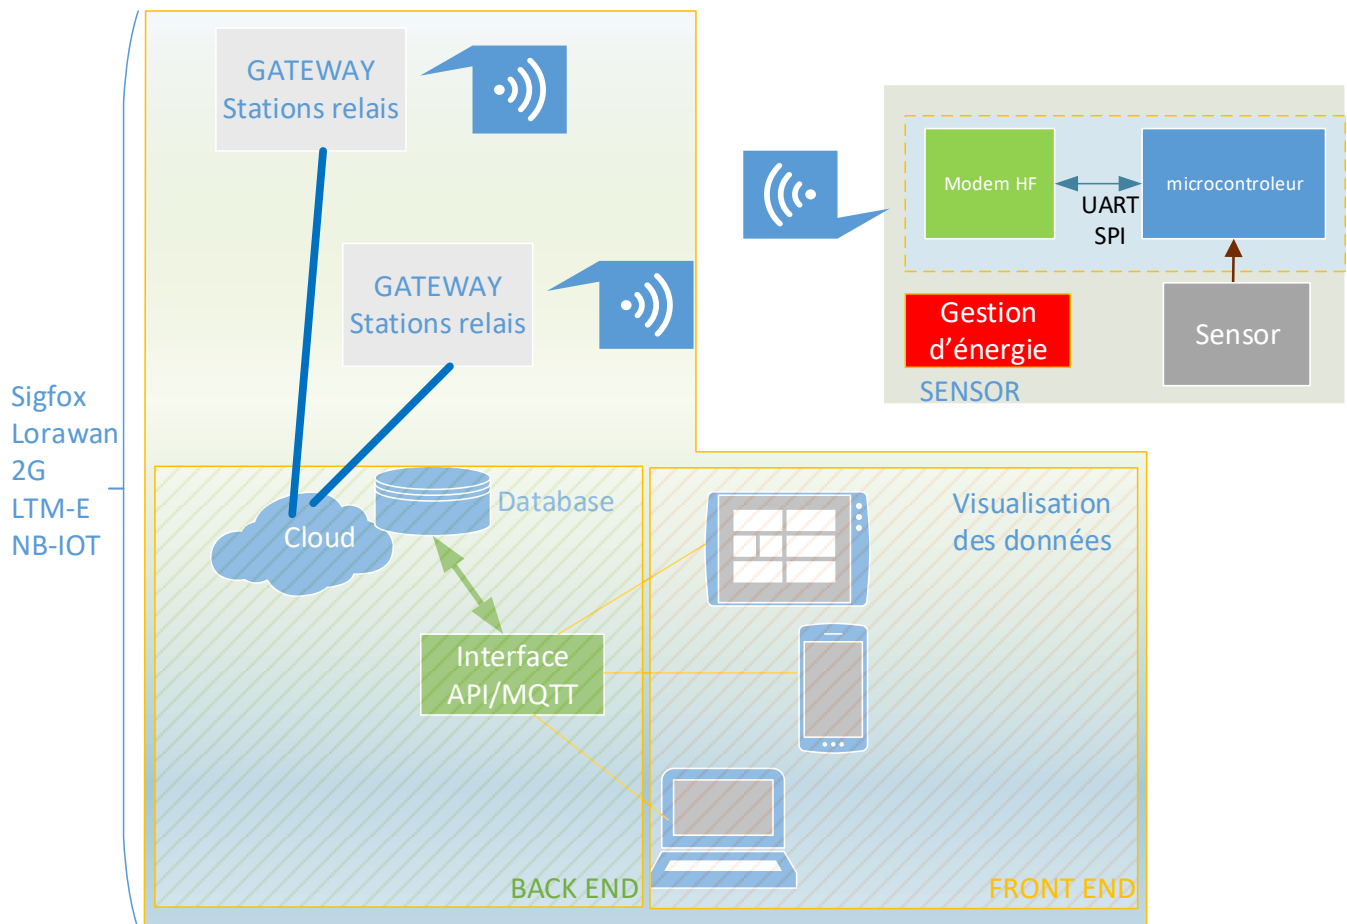 GATEWAY
Stations relais
GATEWAY
Stations relais
Modem HF
UART
SPI
microcontroleur
Gestion
d’énergie
Sensor
SENSOR
Sigfox
Lorawan
2G
LTM-E
NB-IOT
Cloud
Database
Interface
API/MQTT
BACK END
Visualisation
des données
FRONT END